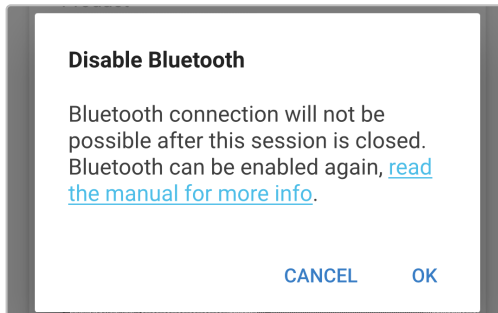 Disable Bluetooth
Bluetooth connection will not be
possible after this session is closed.
Bluetooth can be enabled again, read
the manual for more info.
CANCEL OK